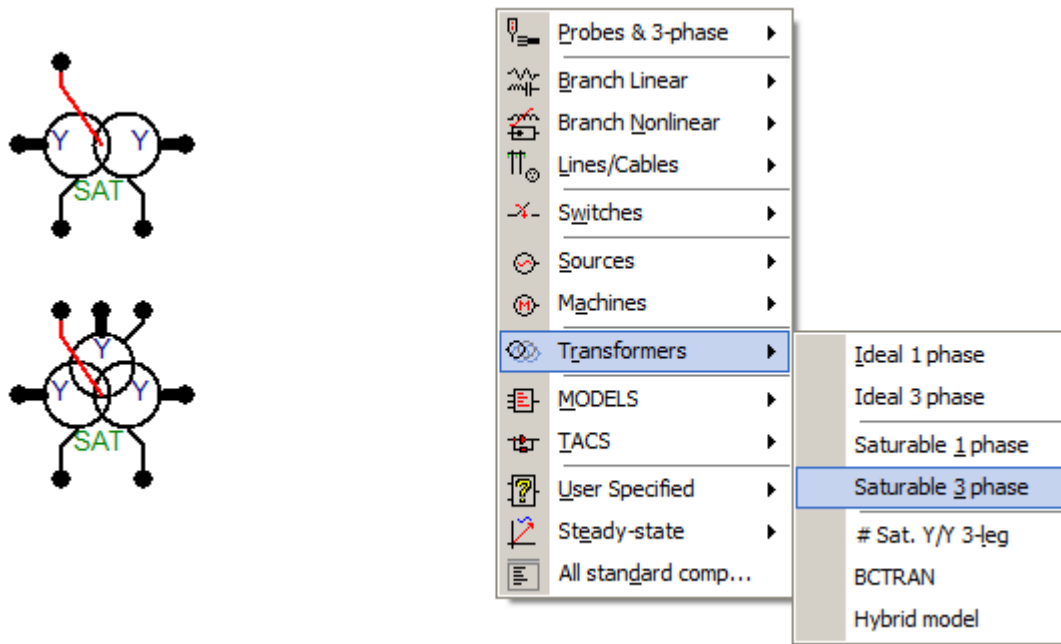 Y Y
SAT
Y
Y Y
SAT
Probes & 3-phase
Branch Linear
Branch Nonlinear
Lines/Cables
Switches
Sources
Machines
Transformers
MODELS
TACS
User Specified
Steady-state
All standard comp...
Ideal 1 phase
Ideal 3 phase
Saturable 1 phase
Saturable 3 phase
# Sat. Y/Y 3-leg
BCTRAN
Hybrid model